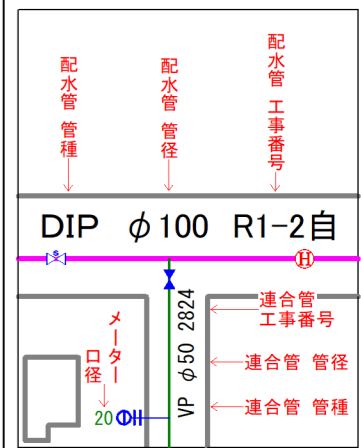 配水管 管種
配水管 管径
配水管 工事番号
DIP φ100 R1-2自
S
H
VP φ50 2824
連合管
工事番号
連合管 管径
連合管 管種
メーター
口径
20